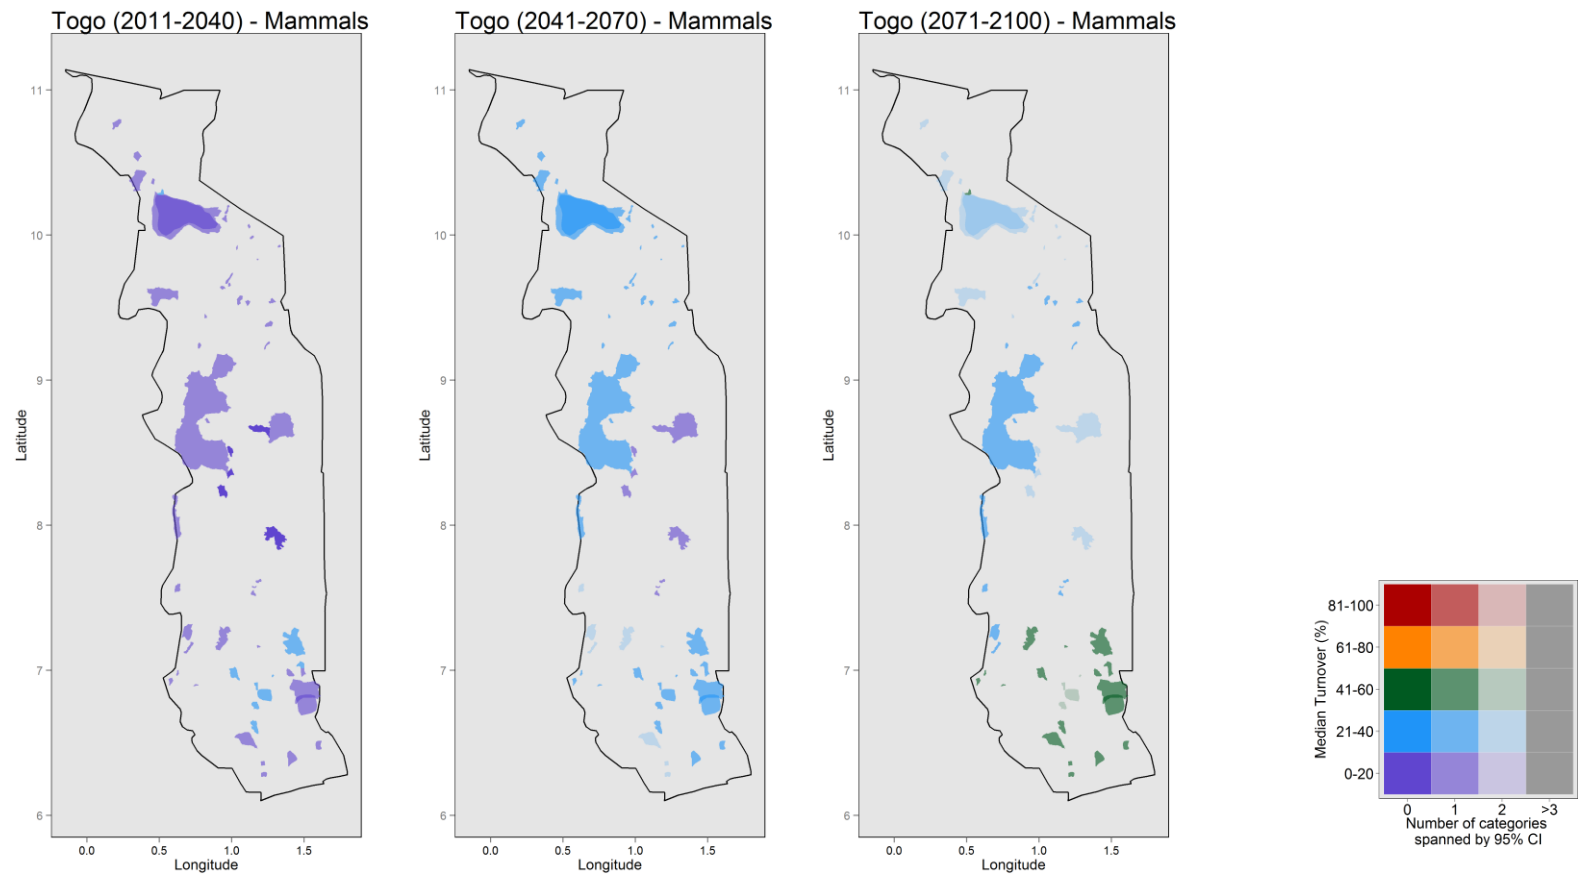 Togo (2011-2040) - Mammals
Togo (2041-2070) - Mammals
Togo (2071-2100) - Mammals
11
10
9
8
7
6
Latitude
0.0 0.5 1.0 1.5
Longitude
11
10
9
8
7
6
Latitude
0.0 0.5 1.0 1.5
Longitude
11
10
9
8
7
6
Latitude
0.0 0.5 1.0 1.5
Longitude
Median Turnover (%)
81-100
61-80
41-60
21-40
0-20
0 1 2 >3
Number of categories
spanned by 95% CI